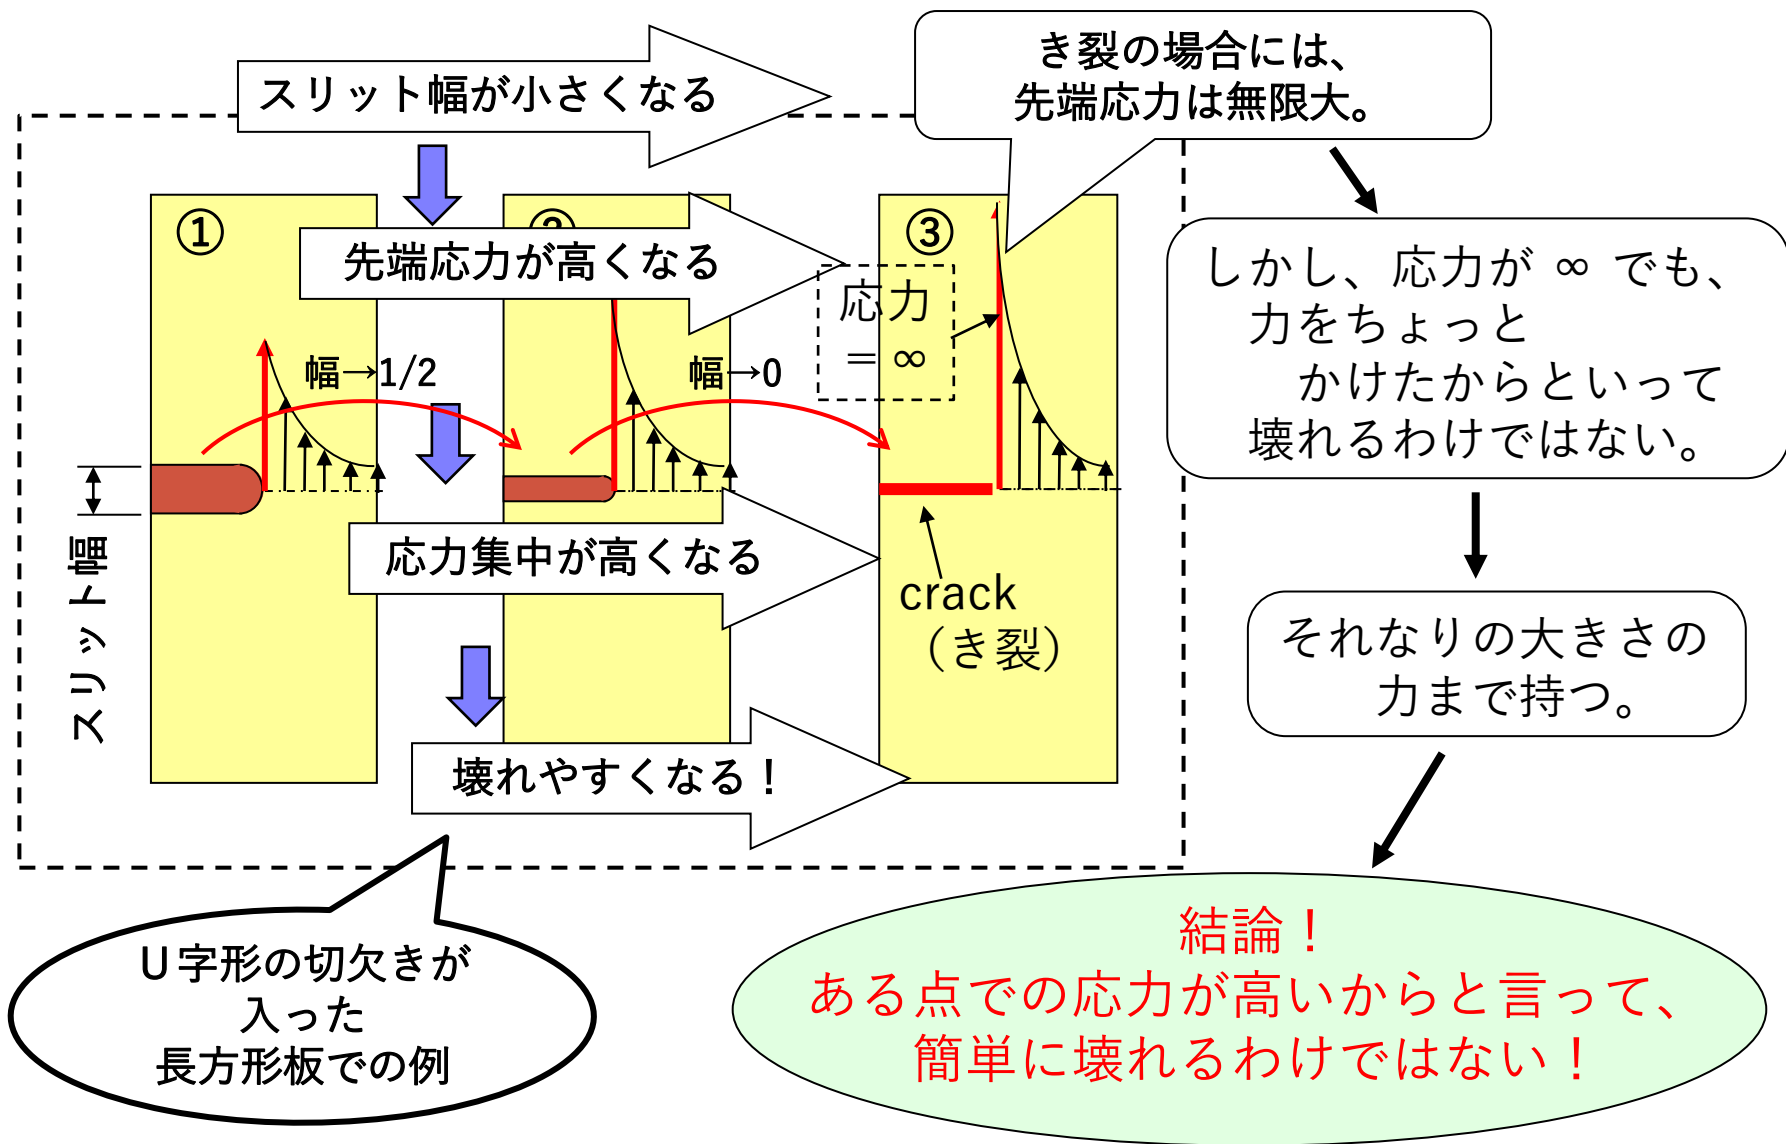 スリット幅が小さくなる
き裂の場合には、
先端応力は無限大。
①
②
③
先端応力が高くなる
応力
＝∞
幅→1/2
幅→0
しかし、応力が ∞ でも、
力をちょっと
かけたからといって
壊れるわけではない。
スリット幅
応力集中が高くなる
crack
（き裂）
それなりの大きさの
力まで持つ。
壊れやすくなる！
U字形の切欠きが
入った
長方形板での例
結論！
ある点での応力が高いからと言って、
簡単に壊れるわけではない！